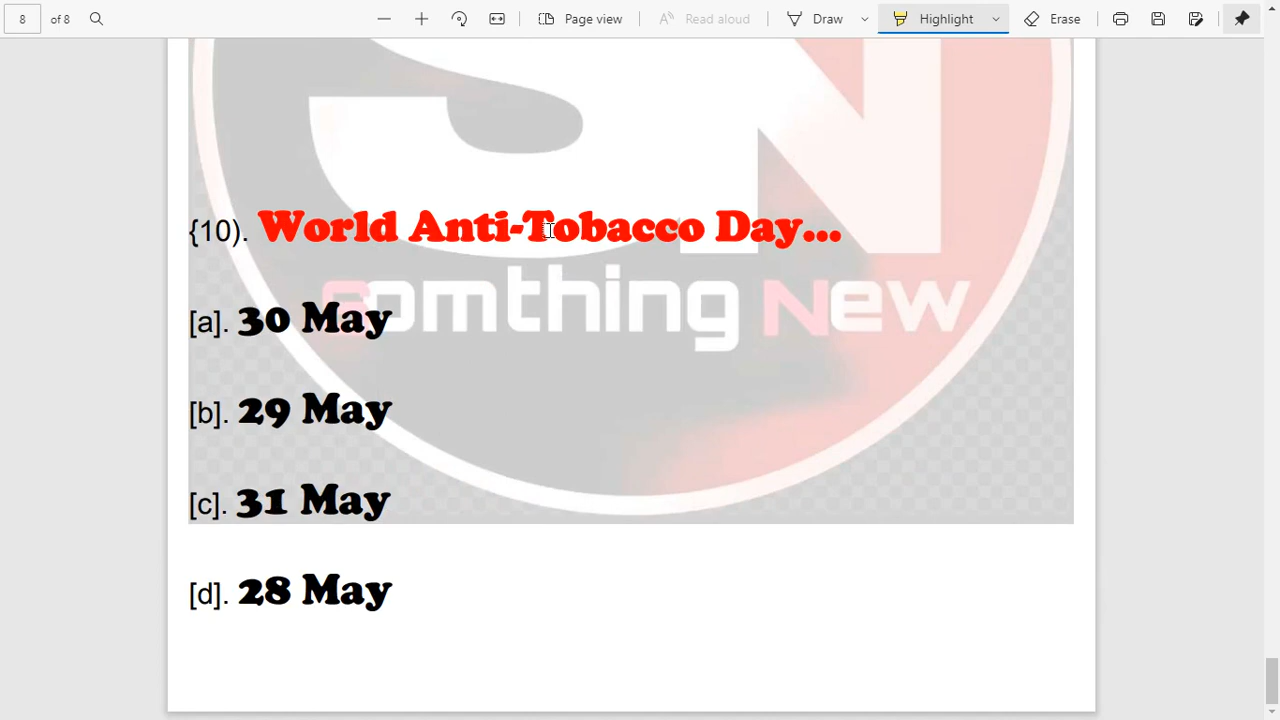 8 of 8 Page view Read aloud Draw Highlight Erase
SN
{10). World Anti-Tobacco Day...
Somthing New
[a]. 30 May
[b]. 29 May
[c]. 31 May
[d]. 28 May